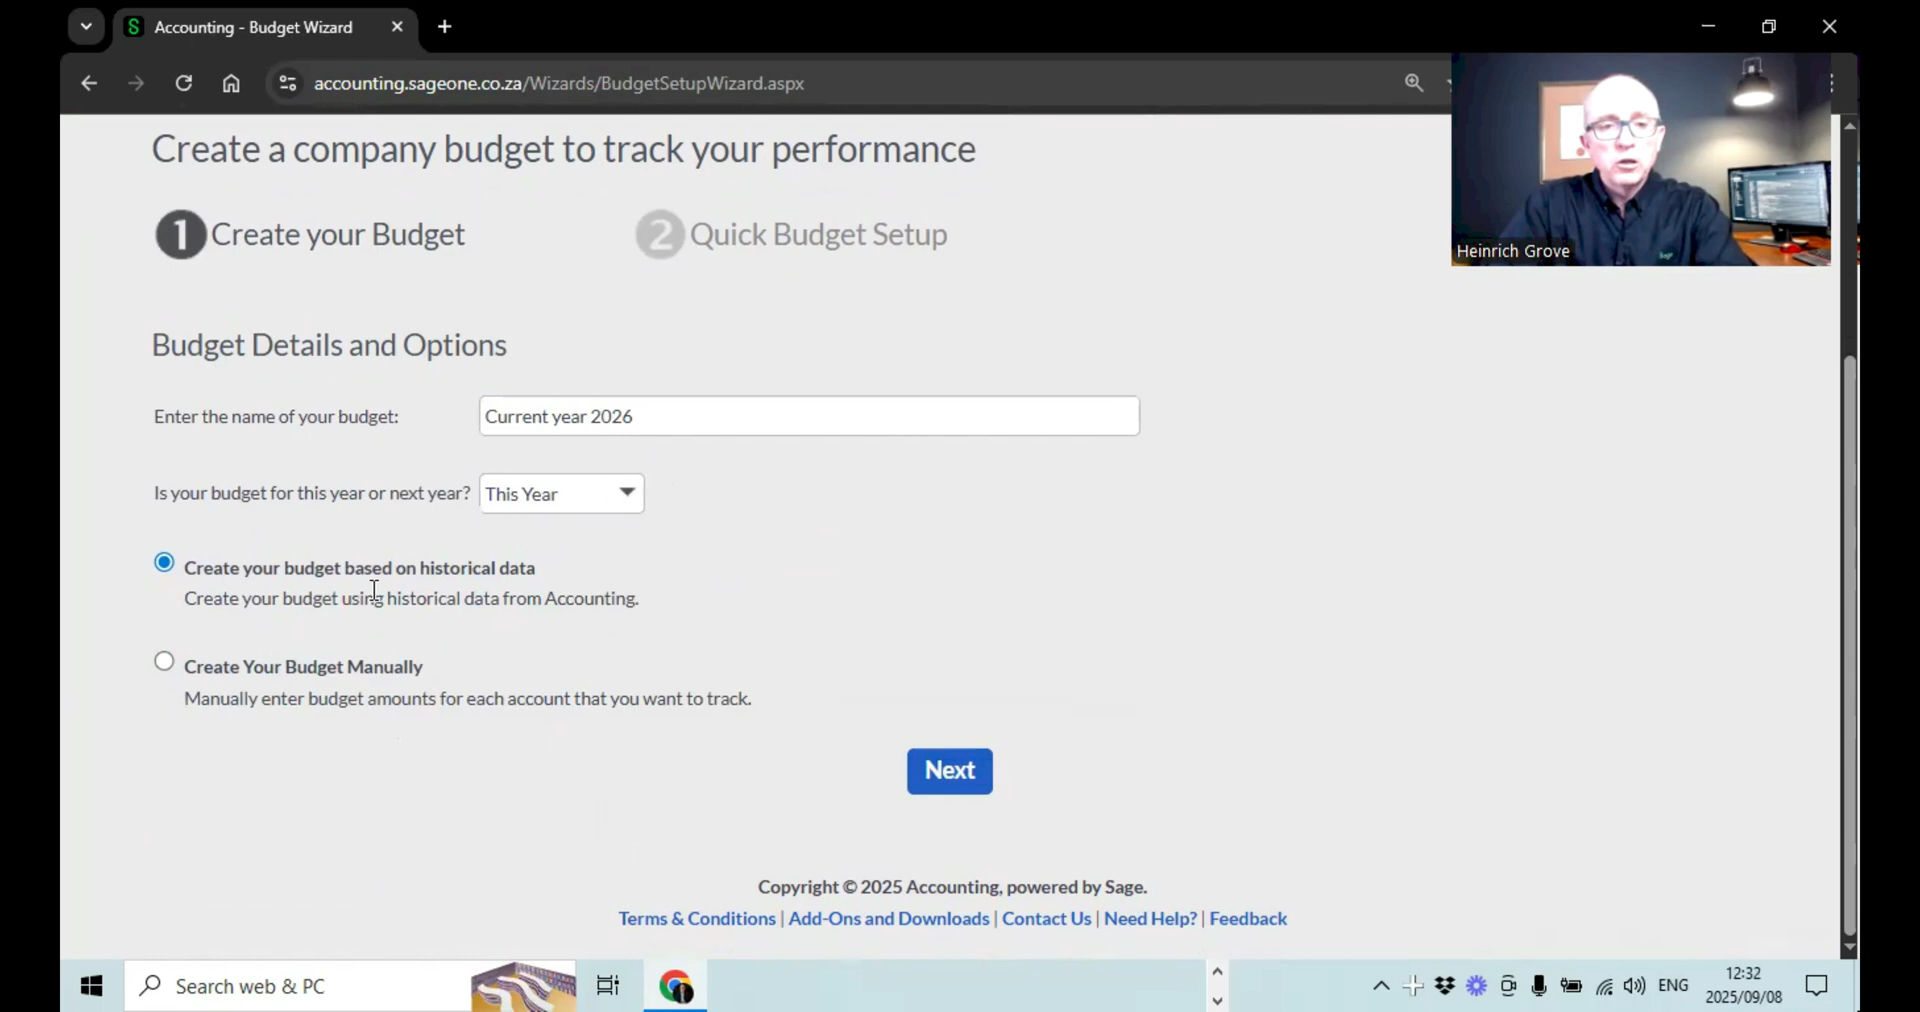 Accounting - Budget Wizard
accounting.sageone.co.za/Wizards/BudgetSetupWizard.aspx
Create a company budget to track your performance
1 Create your Budget
2 Quick Budget Setup
Heinrich Grove
Budget Details and Options
Enter the name of your budget: Current year 2026
Is your budget for this year or next year? This Year
Create your budget based on historical data
Create your budget using historical data from Accounting.
Create Your Budget Manually
Manually enter budget amounts for each account that you want to track.
Next
Copyright © 2025 Accounting, powered by Sage.
Terms & Conditions | Add-Ons and Downloads | Contact Us | Need Help? | Feedback
Search web & PC
ENG
12:32
2025/09/08